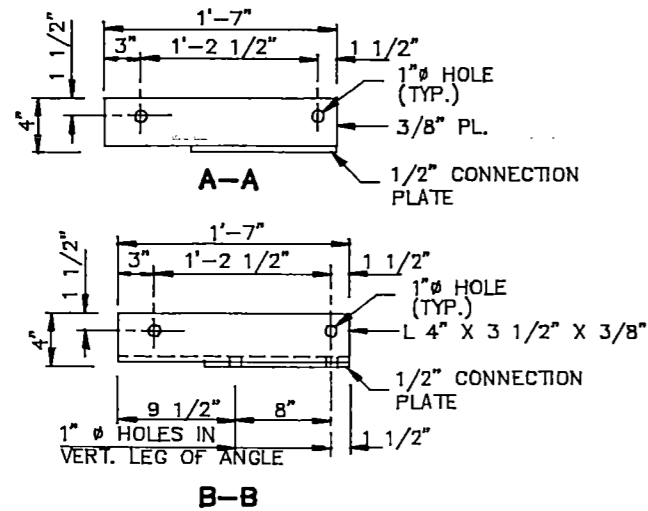 1'-7"
3" 1'-2 1/2" 1 1/2"
1 1/2"
4"
1"ø HOLE
(TYP.)
3/8" PL.
1/2" CONNECTION
PLATE
A-A
1'-7"
3" 1'-2 1/2" 1 1/2"
1 1/2"
4"
1"ø HOLE
(TYP.)
L 4" X 3 1/2" X 3/8"
1/2" CONNECTION
PLATE
9 1/2" 8"
1" ø HOLES IN
VERT. LEG OF ANGLE
1 1/2"
B-B